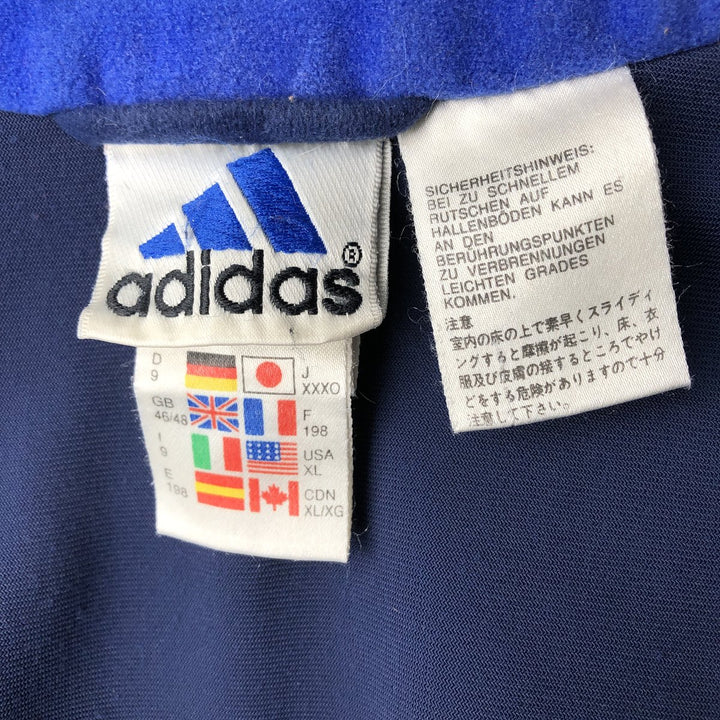 adidas®
D
9
J
XXXO
GB
46/48
F
198
I
9
USA
XL
E
198
CDN
XL/XG
SICHERHEITSHINWEIS:
BEI ZU SCHNELLEM
RUTSCHEN AUF
HALLENBÖDEN KANN ES
AN DEN
BERÜHRUNGSPUNKTEN
ZU VERBRENNUNGEN
LEICHTEN GRADES
KOMMEN.
注意
室内の床の上で素早くスライディ
ングすると摩擦が起こり、床、衣
服及び皮膚の接するところでやけ
どをする危険がありますので十分
注意して下さい。